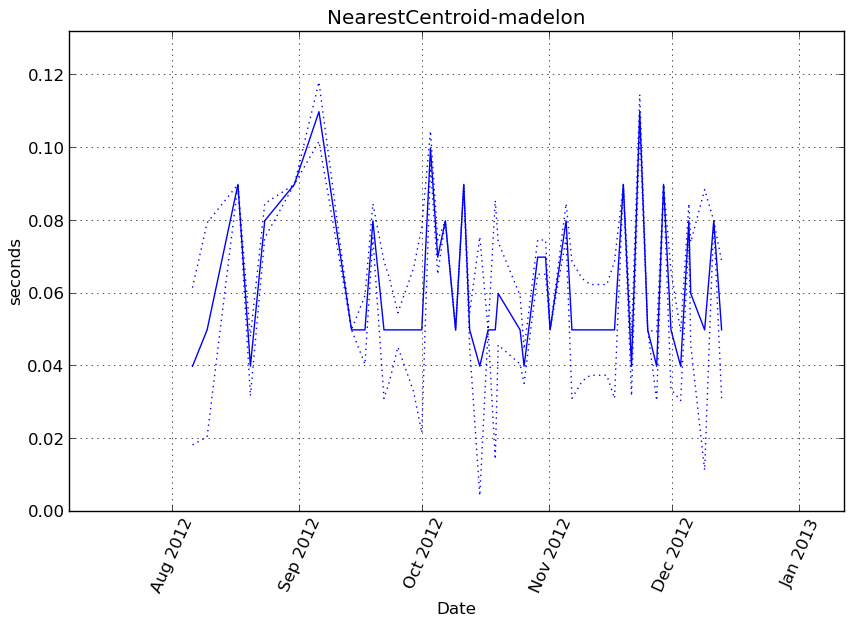 NearestCentroid-madelon
0.12
0.10
0.08
0.06
0.04
0.02
0.00
seconds
Aug 2012
Sep 2012
Oct 2012
Nov 2012
Dec 2012
Jan 2013
Date